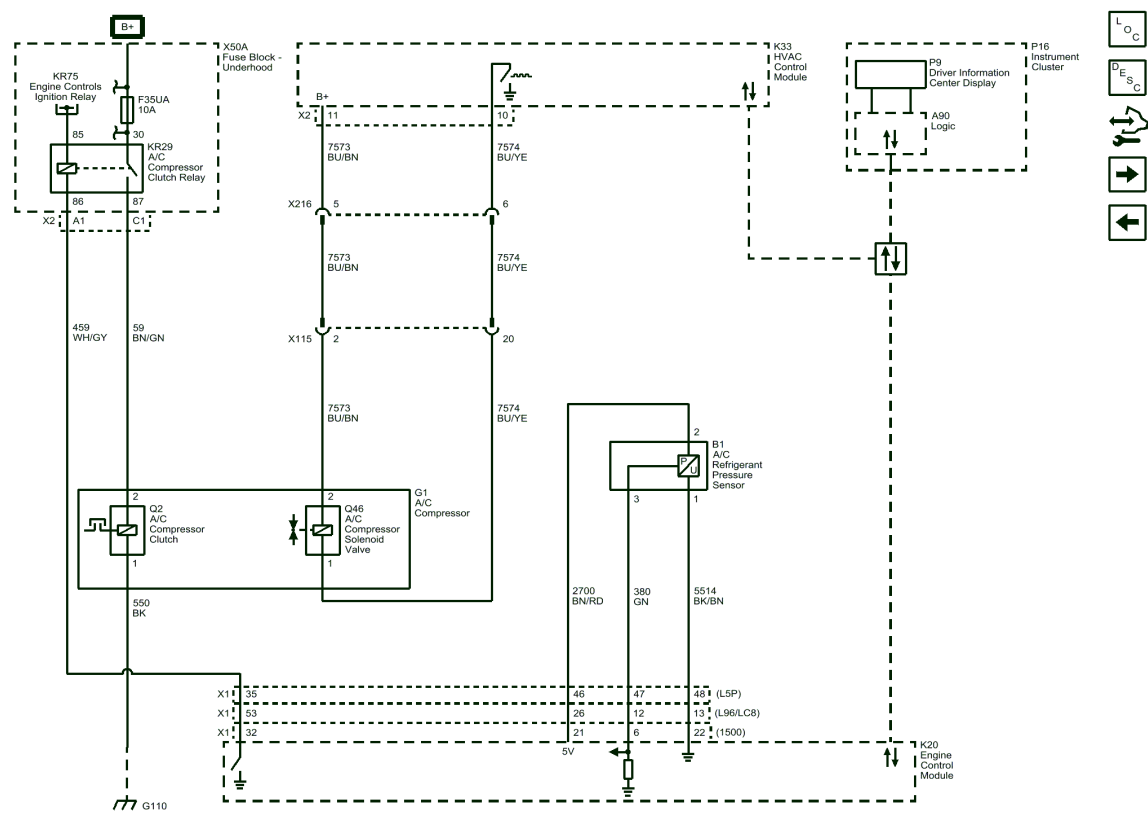 B+
X50A
Fuse Block -
Underhood
KR75
Engine Controls
Ignition Relay
F35UA
10A
85
30
KR29
A/C
Compressor
Clutch Relay
86
87
X2
A1
C1
K33
HVAC
Control
Module
B+
X2
11
10
7573
BU/BN
7574
BU/YE
X216
5
6
7573
BU/BN
7574
BU/YE
P16
Instrument
Cluster
P9
Driver Information
Center Display
A90
Logic
L
O
C
D
E
S
C
459
WH/GY
59
BN/GN
X115
2
20
7573
BU/BN
7574
BU/YE
2
B1
A/C
Refrigerant
Pressure
Sensor
P
U
3
1
G1
A/C
Compressor
2
Q2
A/C
Compressor
Clutch
1
2
Q46
A/C
Compressor
Solenoid
Valve
1
550
BK
2700
BN/RD
380
GN
5514
BK/BN
X1
35
46
47
48
(L5P)
X1
53
26
12
13
(L96/LC8)
X1
32
21
6
22
(1500)
5V
K20
Engine
Control
Module
G110